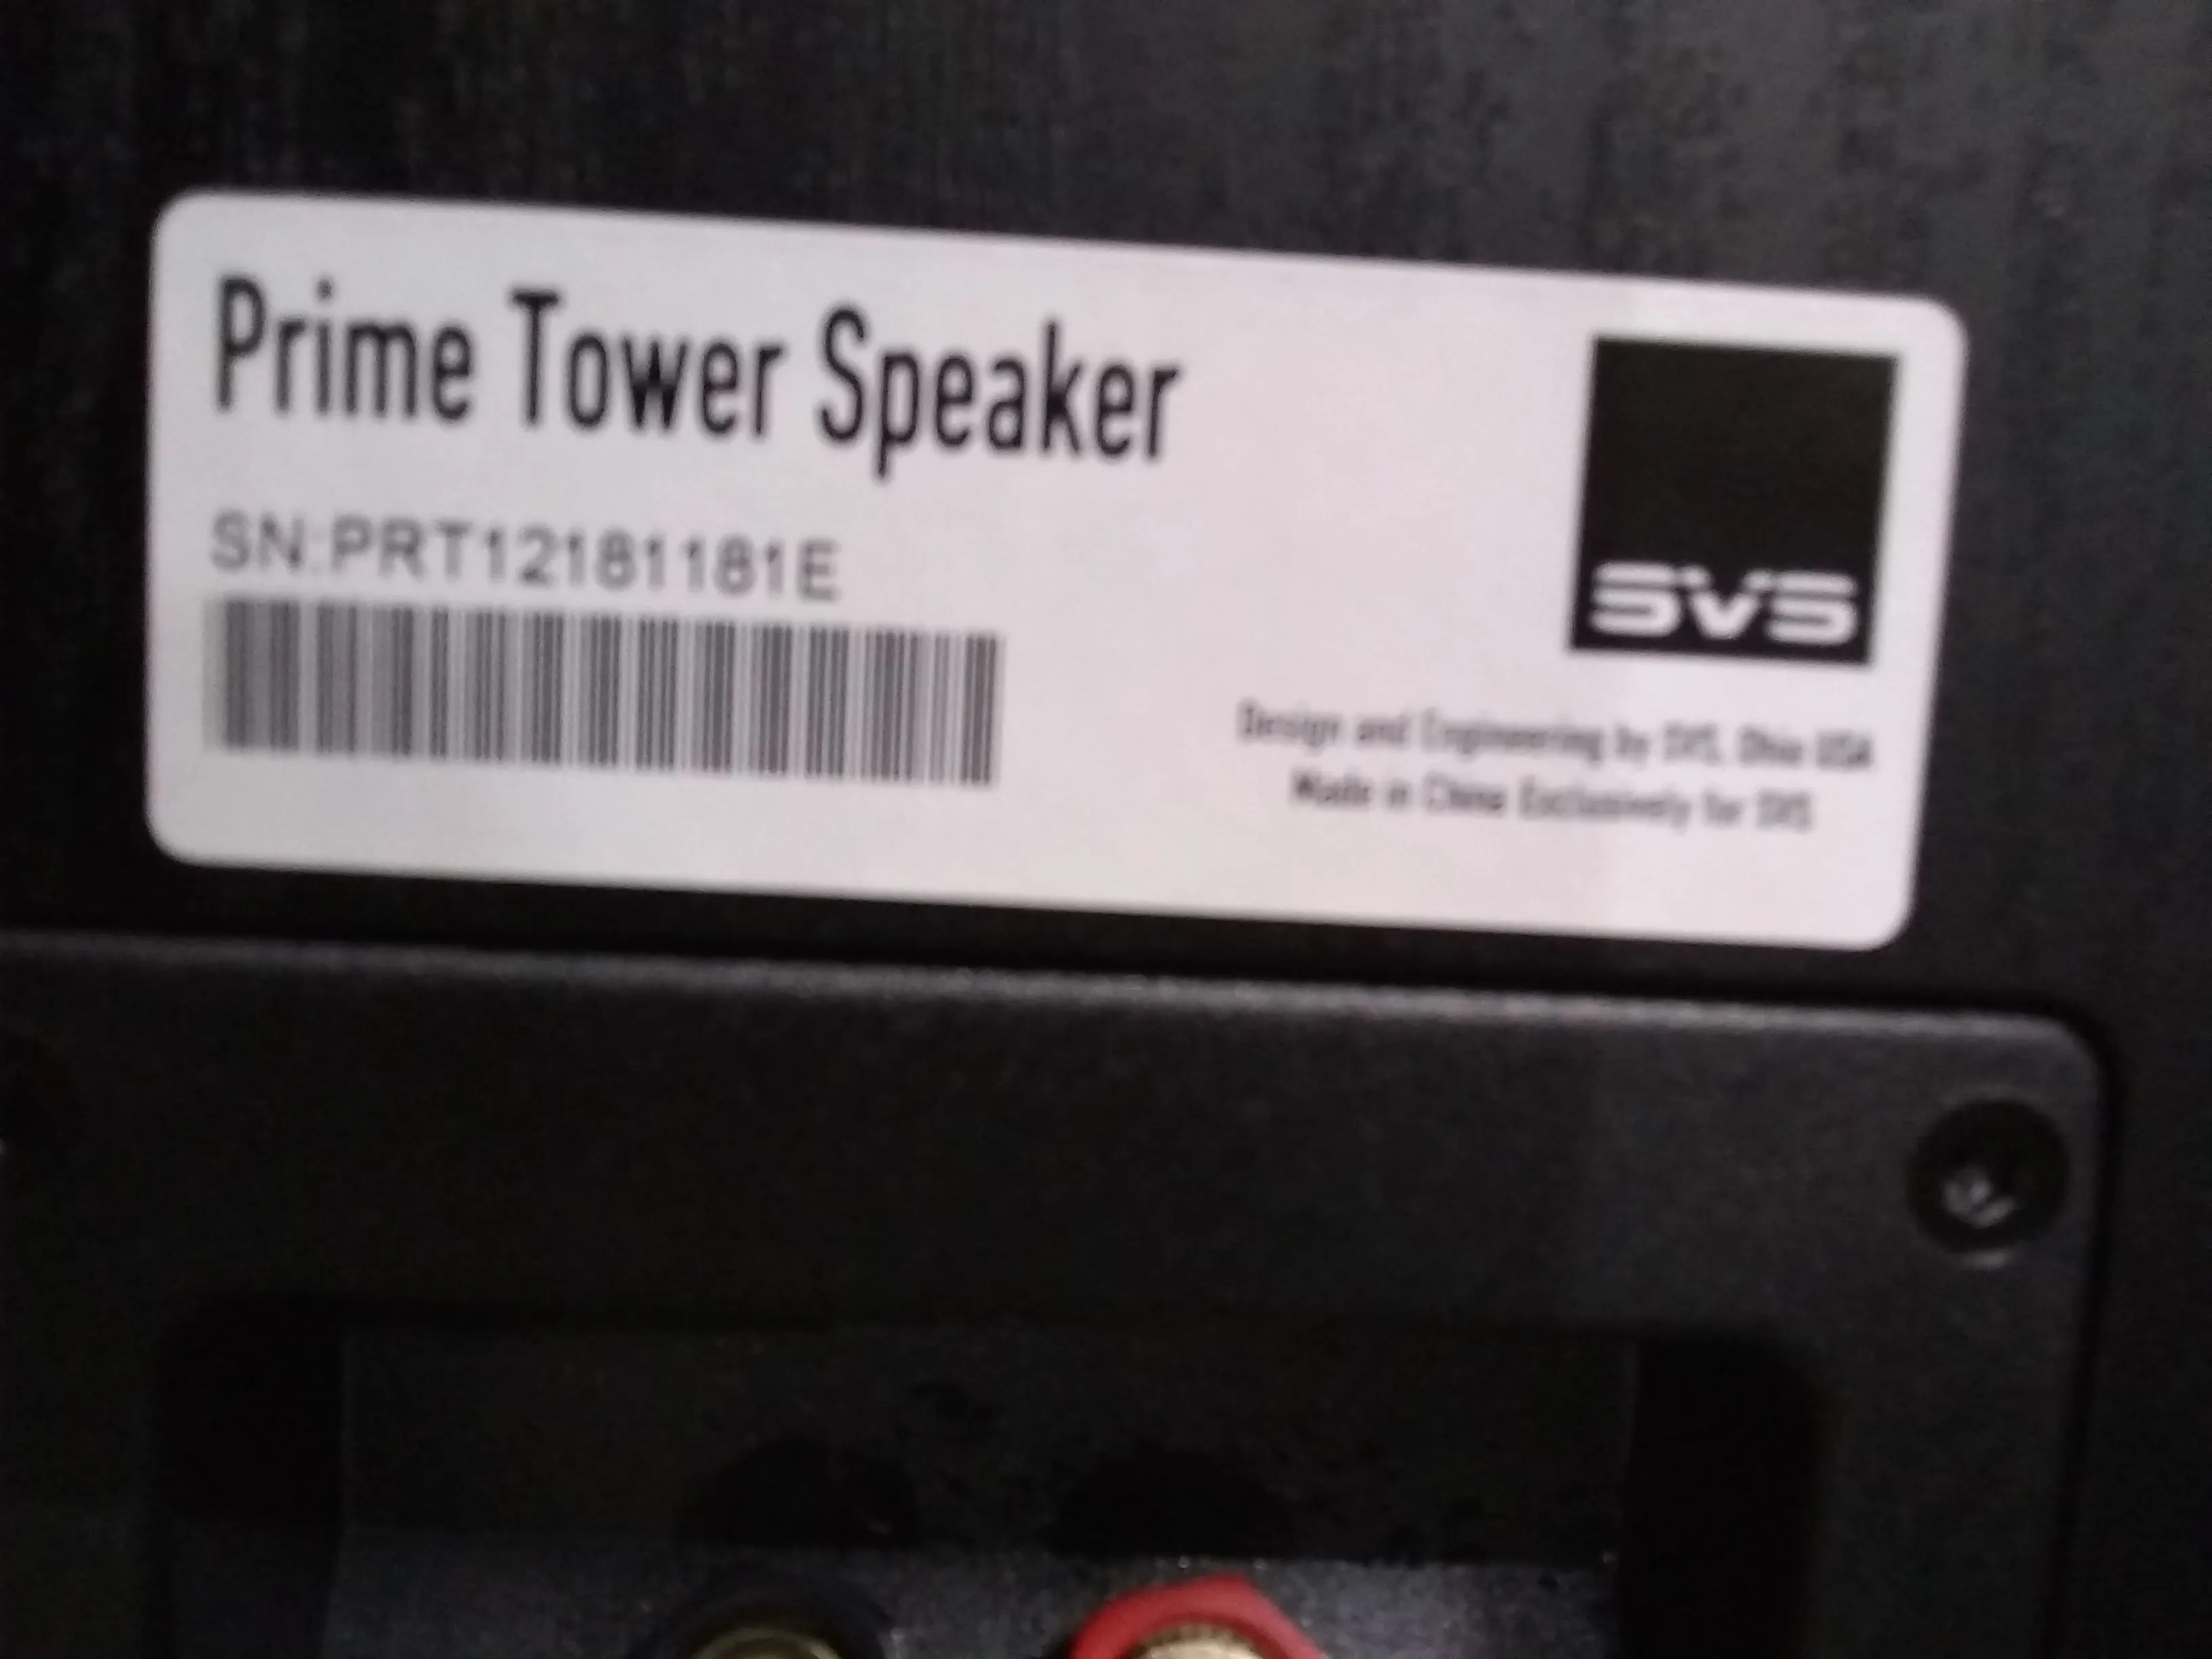 Prime Tower Speaker
SN:PRT12181181E
SVS
Design and Engineering by SVS, Ohio USA
Made in China Exclusively for SVS